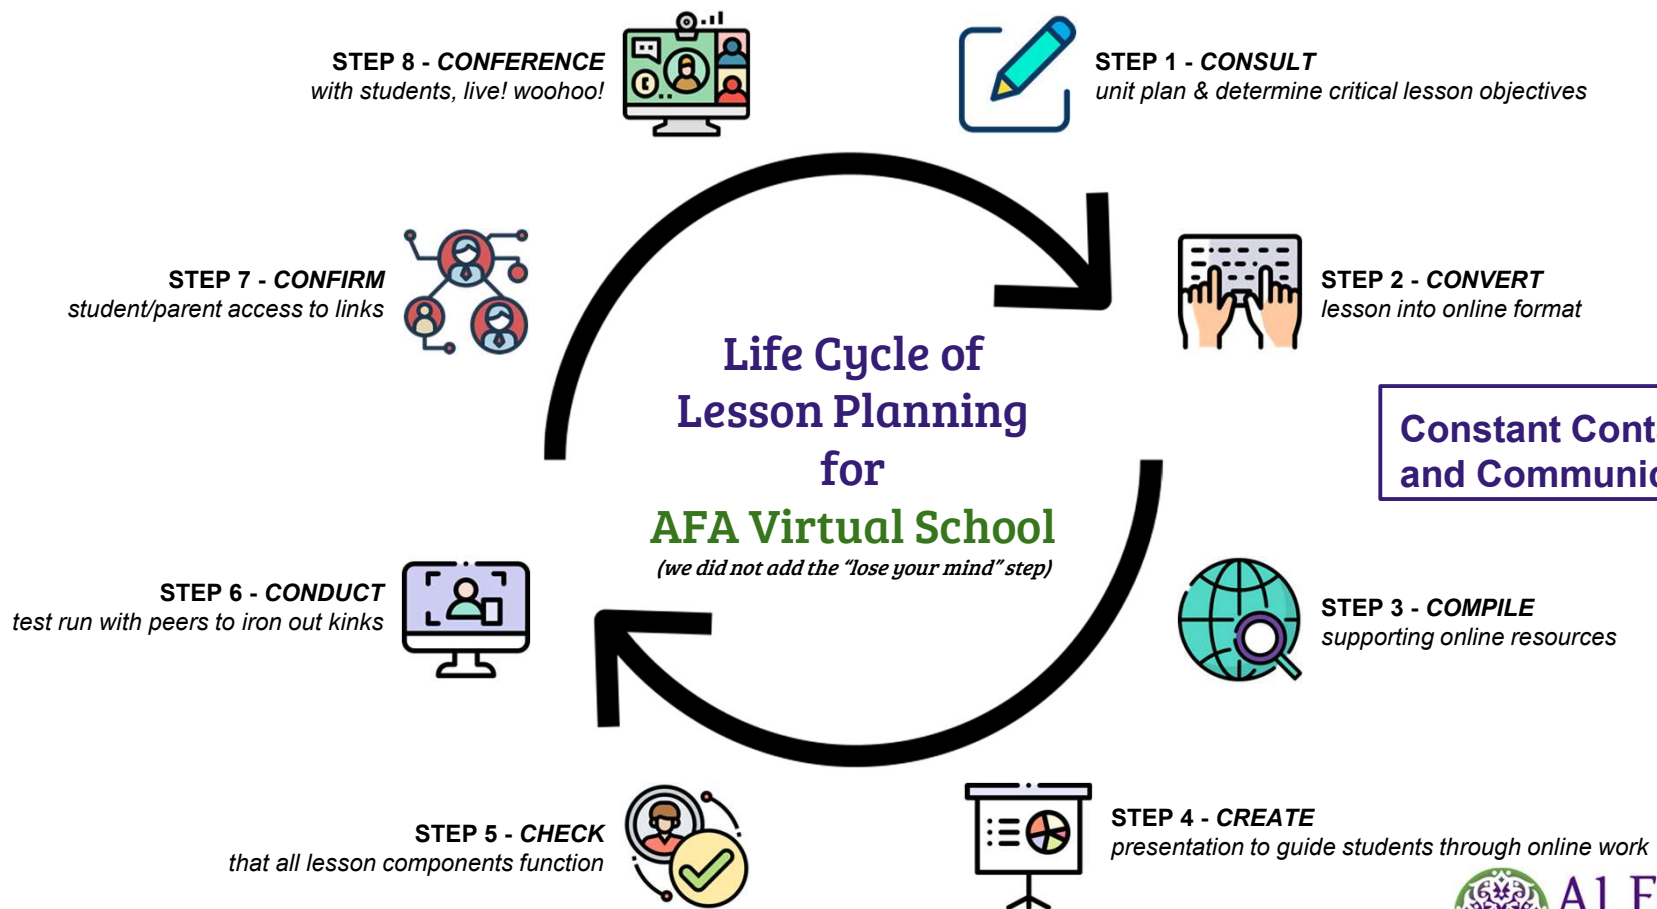 STEP 8 - CONFERENCE
with students, live! woohoo!
STEP 1 - CONSULT
unit plan & determine critical lesson objectives
STEP 7 - CONFIRM
student/parent access to links
STEP 2 - CONVERT
lesson into online format
Life Cycle of
Lesson Planning
for
AFA Virtual School
(we did not add the “lose your mind” step)
Constant
and
STEP 6 - CONDUCT
test run with peers to iron out kinks
STEP 3 - COMPILE
supporting online resources
STEP 5 - CHECK
that all lesson components function
STEP 4 - CREATE
presentation to guide students through online work